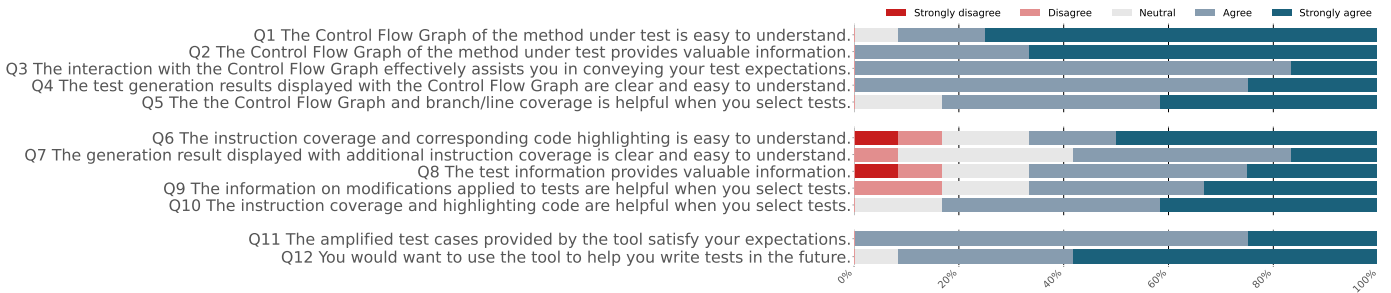 Strongly disagree Disagree Neutral Agree Strongly agree
Q1 The Control Flow Graph of the method under test is easy to understand.
Q2 The Control Flow Graph of the method under test provides valuable information.
Q3 The interaction with the Control Flow Graph effectively assists you in conveying your test expectations.
Q4 The test generation results displayed with the Control Flow Graph are clear and easy to understand.
Q5 The the Control Flow Graph and branch/line coverage is helpful when you select tests.
Q6 The instruction coverage and corresponding code highlighting is easy to understand.
Q7 The generation result displayed with additional instruction coverage is clear and easy to understand.
Q8 The test information provides valuable information.
Q9 The information on modifications applied to tests are helpful when you select tests.
Q10 The instruction coverage and highlighting code are helpful when you select tests.
Q11 The amplified test cases provided by the tool satisfy your expectations.
Q12 You would want to use the tool to help you write tests in the future.
0% 20% 40% 60% 80% 100%